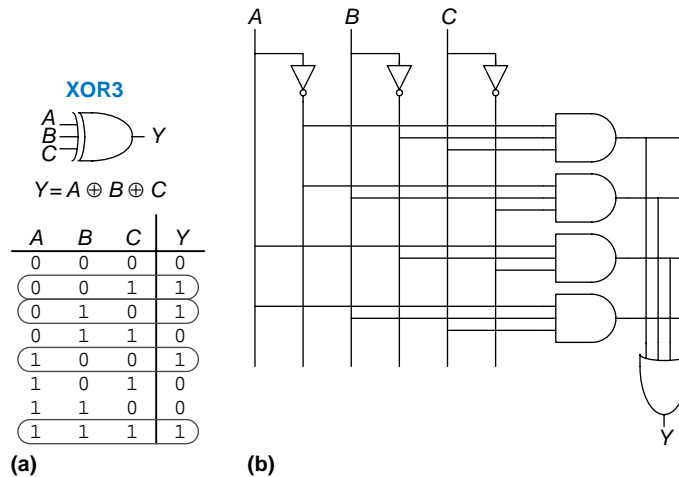 XOR3
A
B
C
Y
Y = A ⊕ B ⊕ C
A B C Y
0 0 0 0
0 0 1 1
0 1 0 1
0 1 1 0
1 0 0 1
1 0 1 0
1 1 0 0
1 1 1 1
(a)
A B C
Y
(b)